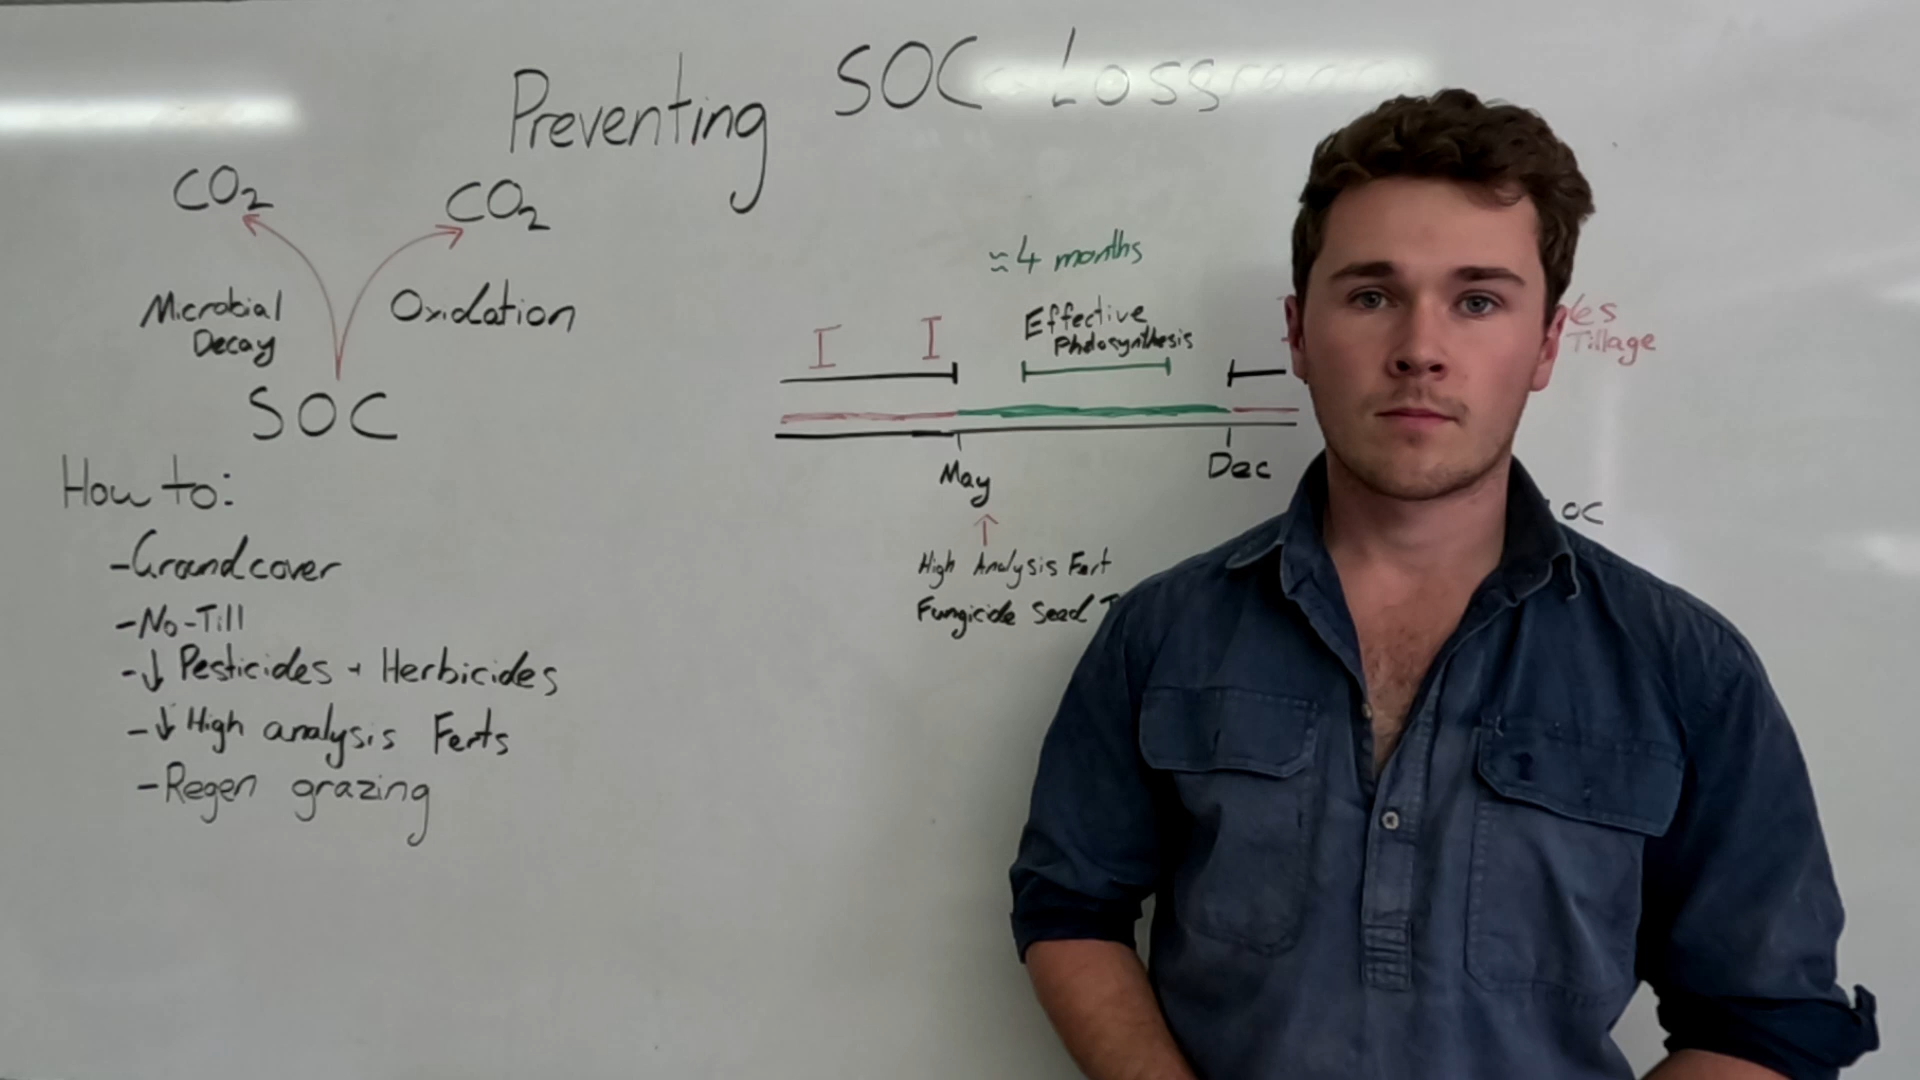 Preventing SOC Loss
CO2
CO2
Microbial
Decay
Oxidation
SOC
How to:
-Groundcover
-No-Till
-↓ Pesticides + Herbicides
-↓ High analysis Ferts
-Regen grazing
≈4 months
Effective
Photosynthesis
I
I
Tillage
May
Dec
↑
High Analysis Fert
Fungicide Seed
OC